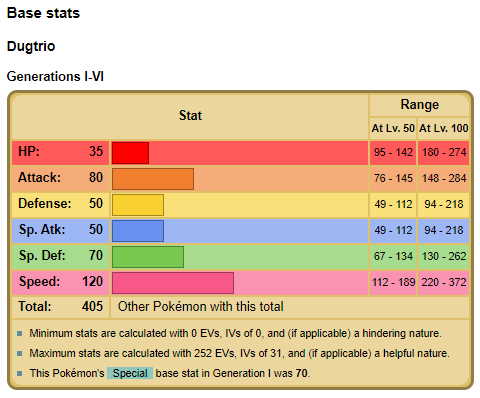 Base stats
Dugtrio
Generations I-VI
Stat
Range
At Lv. 50 At Lv. 100
HP: 35 95 - 142 180 - 274
Attack: 80 76 - 145 148 - 284
Defense: 50 49 - 112 94 - 218
Sp. Atk: 50 49 - 112 94 - 218
Sp. Def: 70 67 - 134 130 - 262
Speed: 120 112 - 189 220 - 372
Total: 405 Other Pokémon with this total
Minimum stats are calculated with 0 EVs, IVs of 0, and (if applicable) a hindering nature.
Maximum stats are calculated with 252 EVs, IVs of 31, and (if applicable) a helpful nature.
This Pokémon's Special base stat in Generation I was 70.